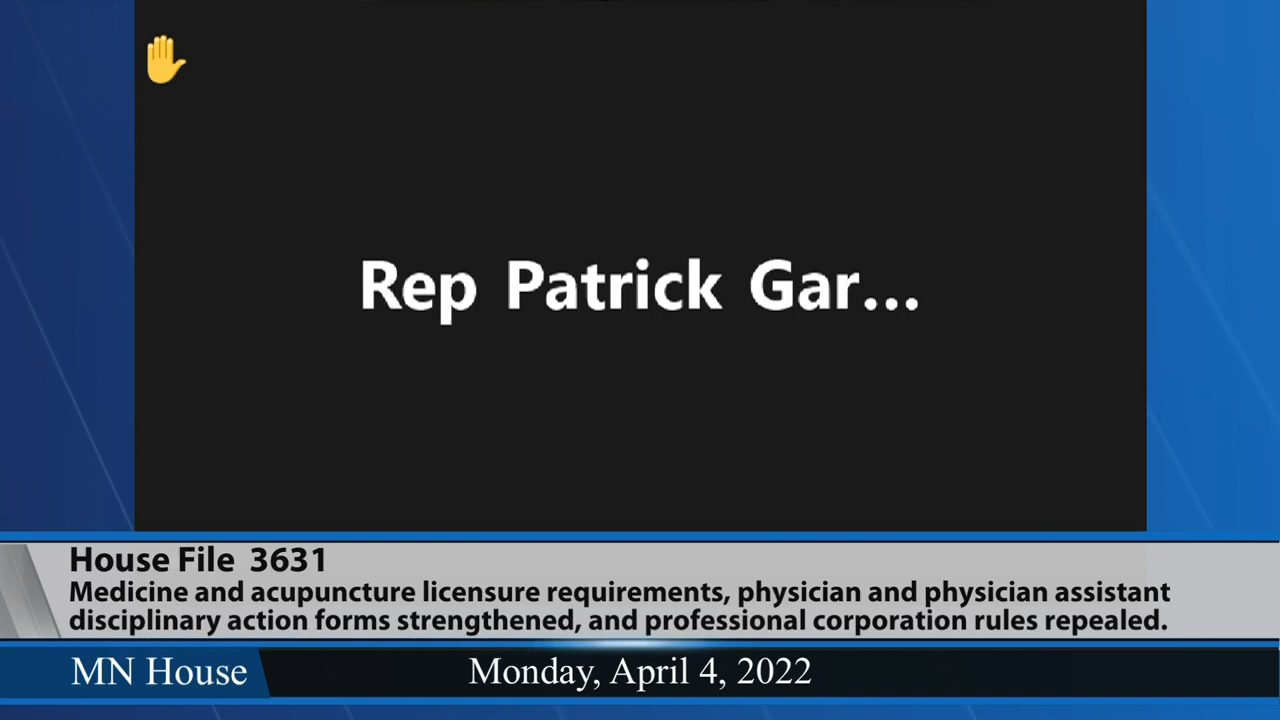 Rep Patrick Gar...
House File 3631
Medicine and acupuncture licensure requirements, physician and physician assistant
disciplinary action forms strengthened, and professional corporation rules repealed.
MN House
Monday, April 4, 2022